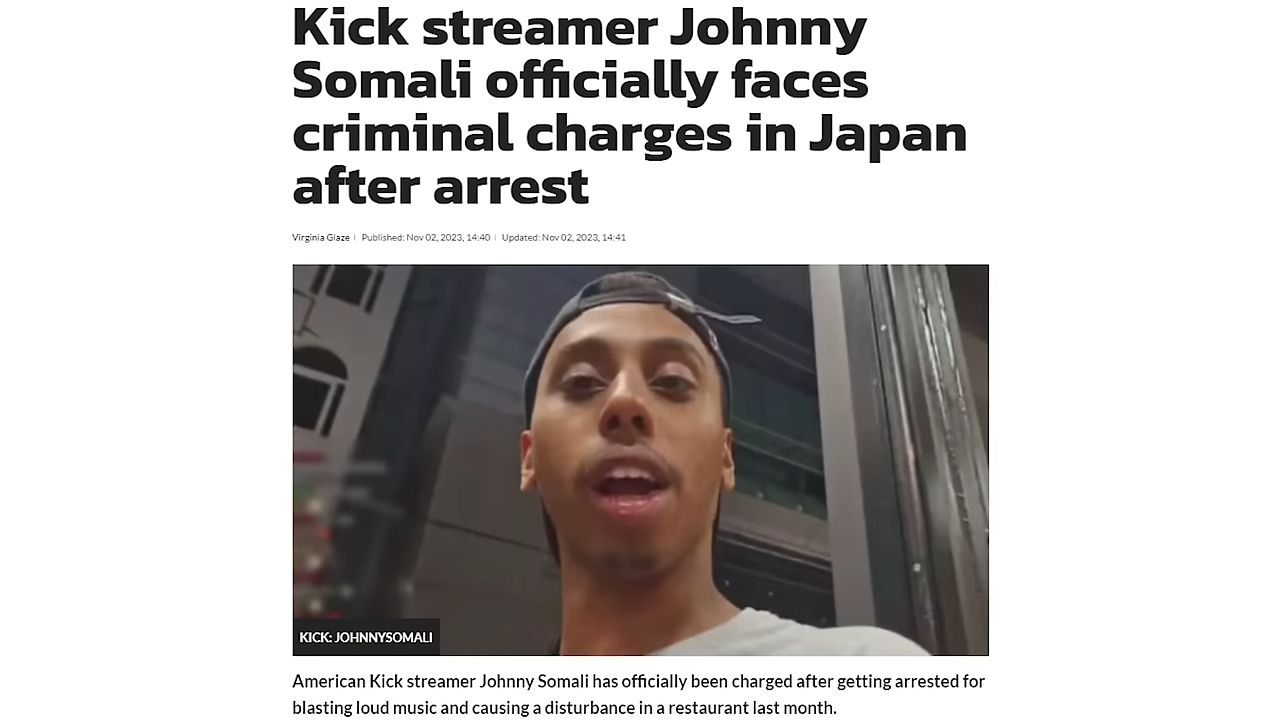 Kick streamer Johnny
Somali officially faces
criminal charges in Japan
after arrest
Virginia Glaze | Published: Nov 02, 2023, 14:40 | Updated: Nov 02, 2023, 14:41
KICK: JOHNNYSOMALI
American Kick streamer Johnny Somali has officially been charged after getting arrested for
blasting loud music and causing a disturbance in a restaurant last month.